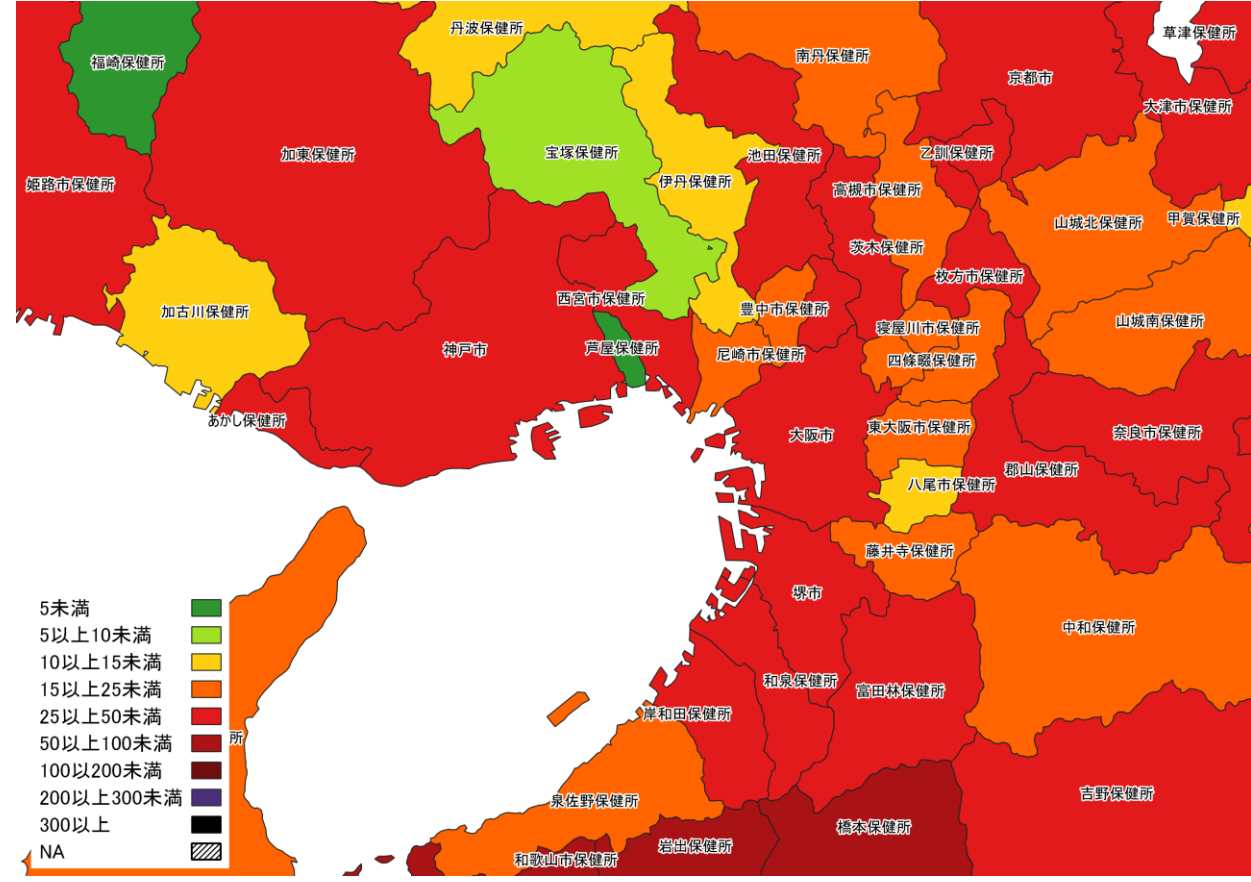 丹波保健所
草津保健所
福崎保健所
南丹保健所
京都市
大津市保健所
加東保健所
宝塚保健所
池田保健所
乙訓保健所
姫路市保健所
伊丹保健所
高槻市保健所
山城北保健所
甲賀保健所
茨木保健所
枚方市保健所
西宮市保健所
加古川保健所
豊中市保健所
山城南保健所
寝屋川市保健所
神戸市
芦屋保健所
尼崎市保健所
四條畷保健所
あかし保健所
大阪市
東大阪市保健所
奈良市保健所
郡山保健所
八尾市保健所
藤井寺保健所
堺市
中和保健所
和泉保健所
富田林保健所
岸和田保健所
所
吉野保健所
泉佐野保健所
橋本保健所
岩出保健所
和歌山市保健所
5未満
5以上10未満
10以上15未満
15以上25未満
25以上50未満
50以上100未満
100以200未満
200以上300未満
300以上
NA